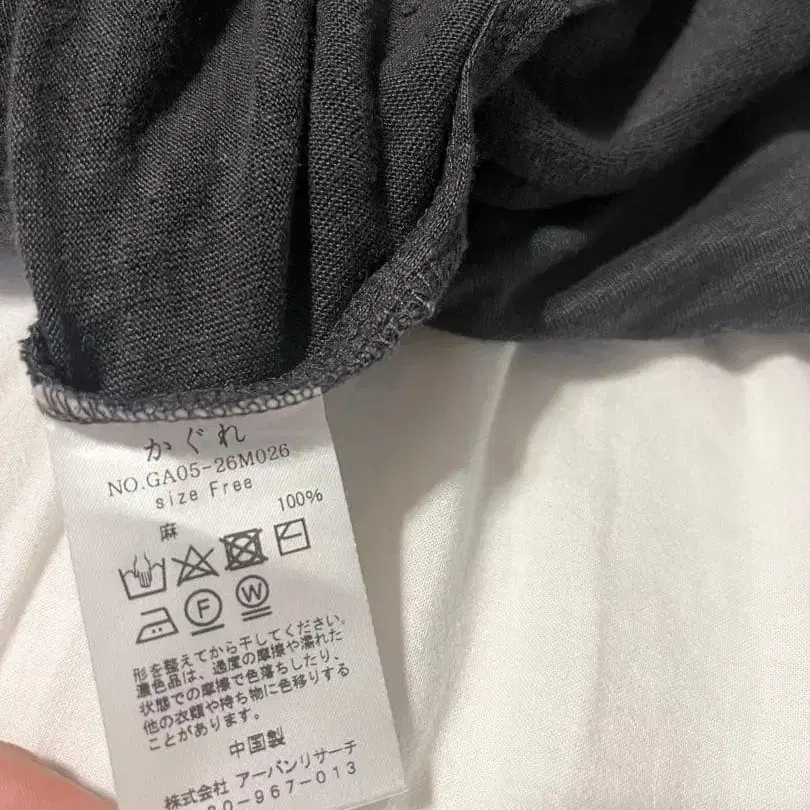 かぐれ
NO.GA05-26M026
size Free
麻 100%
F W
形を整えてから干してください。
濃色品は、過度の摩擦や濡れた
状態での摩擦で色落ちしたり、
他の衣類や持ち物に色移りする
ことがあります。
中国製
株式会社 アーバンリサーチ
20-967-013